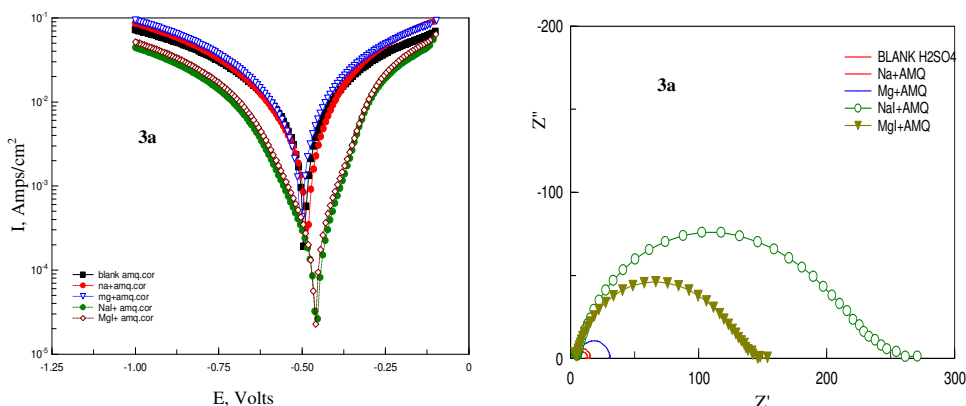 10^-1
10^-2
10^-3
10^-4
10^-5
I, Amps/cm^2
3a
blank amq.cor
na+amq.cor
mg+amq.cor
NaI+ amq.cor
MgI+ amq.cor
-1.25
-1.00
-0.75
-0.50
-0.25
0
E, Volts
-200
-100
0
Z''
3a
BLANK H2SO4
Na+AMQ
Mg+AMQ
NaI+AMQ
MgI+AMQ
0
100
200
300
Z'